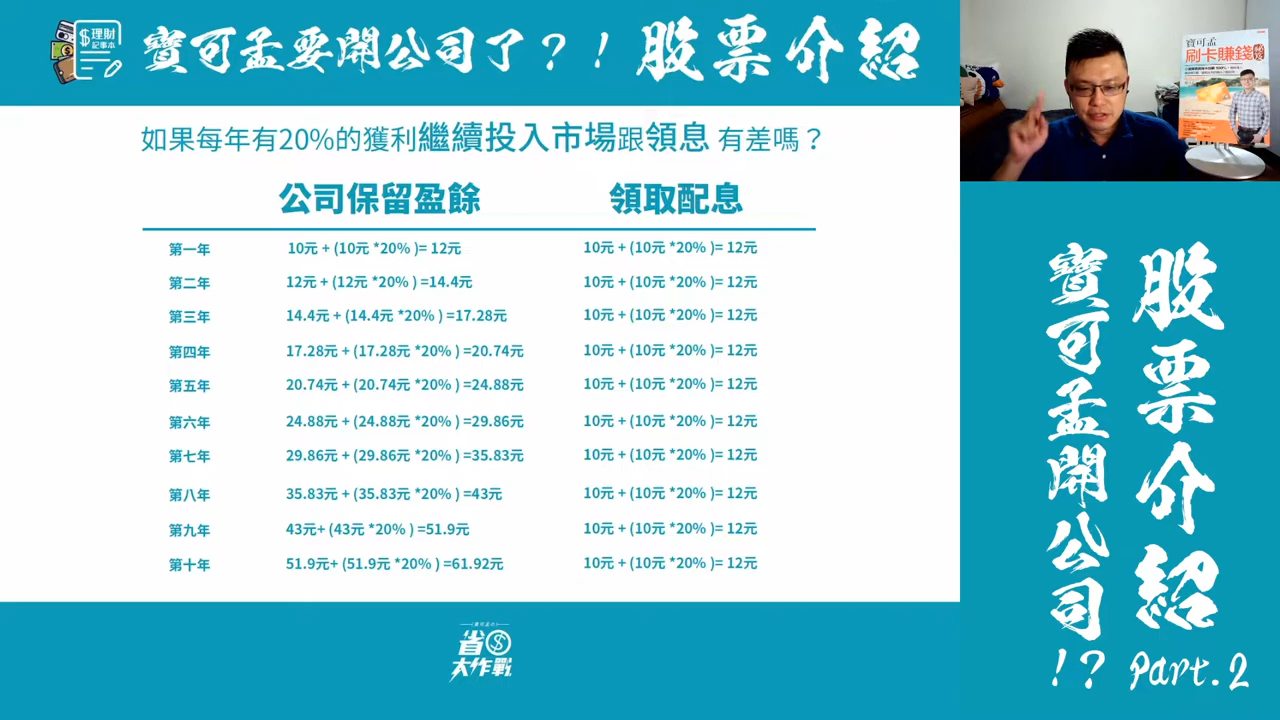 理財
記事本
寶可孟要開公司了？！股票介紹
如果每年有20%的獲利繼續投入市場跟領息 有差嗎？
公司保留盈餘 領取配息
第一年 10元 + (10元 *20% )= 12元 10元 + (10元 *20% )= 12元
第二年 12元 + (12元 *20% ) =14.4元 10元 + (10元 *20% )= 12元
第三年 14.4元 + (14.4元 *20% ) =17.28元 10元 + (10元 *20% )= 12元
第四年 17.28元 + (17.28元 *20% ) =20.74元 10元 + (10元 *20% )= 12元
第五年 20.74元 + (20.74元 *20% ) =24.88元 10元 + (10元 *20% )= 12元
第六年 24.88元 + (24.88元 *20% ) =29.86元 10元 + (10元 *20% )= 12元
第七年 29.86元 + (29.86元 *20% ) =35.83元 10元 + (10元 *20% )= 12元
第八年 35.83元 + (35.83元 *20% ) =43元 10元 + (10元 *20% )= 12元
第九年 43元+ (43元 *20% ) =51.9元 10元 + (10元 *20% )= 12元
第十年 51.9元+ (51.9元 *20% ) =61.92元 10元 + (10元 *20% )= 12元
省
大作戰
寶可孟
刷卡賺錢
股票介紹 Part.2
寶可孟開公司！？